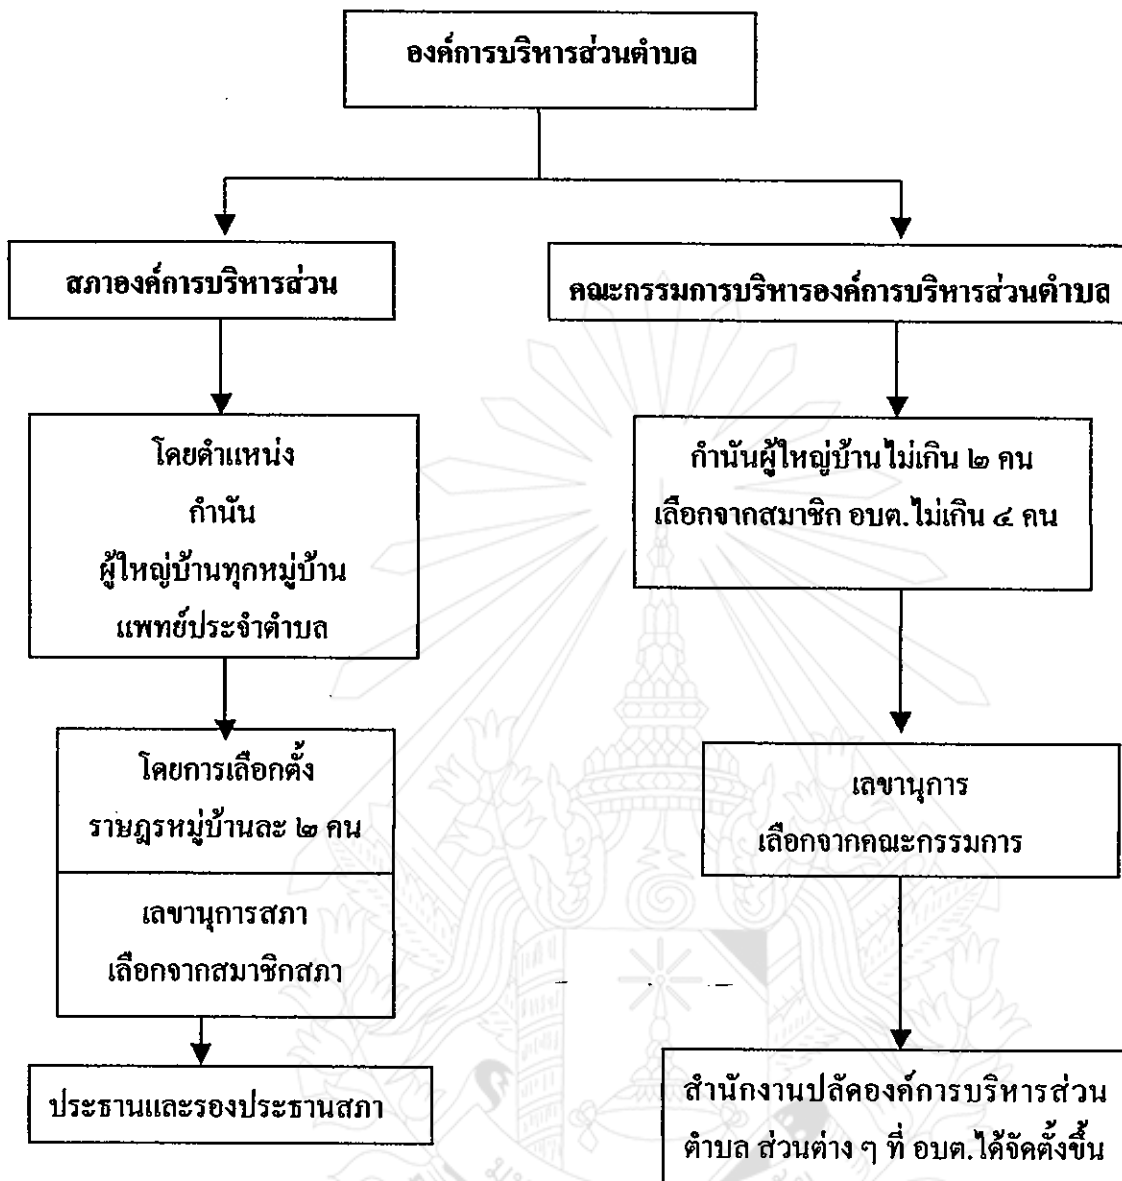 องค์การบริหารส่วนตำบล
สภาองค์การบริหารส่วน
คณะกรรมการบริหารองค์การบริหารส่วนตำบล
โดยตำแหน่ง
กำนัน
ผู้ใหญ่บ้านทุกหมู่บ้าน
แพทย์ประจำตำบล
กำนันผู้ใหญ่บ้านไม่เกิน ๒ คน
เลือกจากสมาชิก อบต.ไม่เกิน ๔ คน
โดยการเลือกตั้ง
ราษฎรหมู่บ้านละ ๒ คน
เลขานุการสภา
เลือกจากสมาชิกสภา
เลขานุการ
เลือกจากคณะกรรมการ
ประธานและรองประธานสภา
สำนักงานปลัดองค์การบริหารส่วน
ตำบล ส่วนต่าง ๆ ที่ อบต.ได้จัดตั้งขึ้น